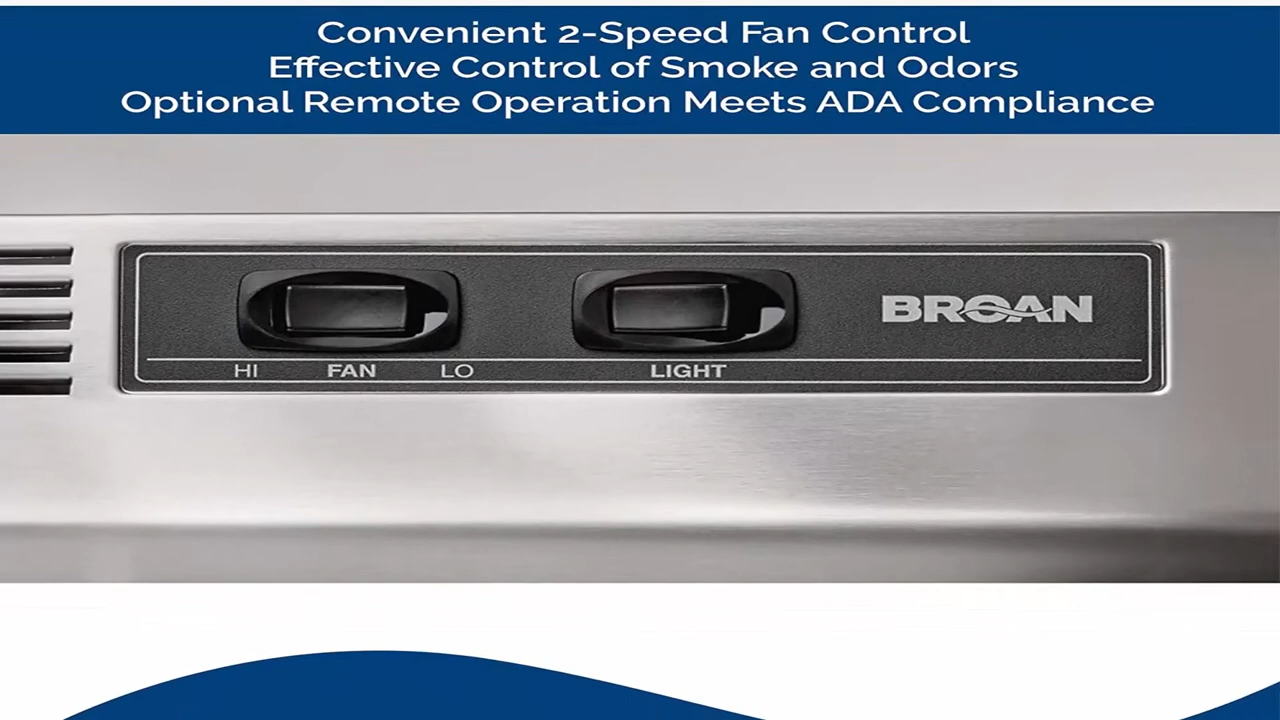 Convenient 2-Speed Fan Control
Effective Control of Smoke and Odors
Optional Remote Operation Meets ADA Compliance
BROAN
HI FAN LO LIGHT